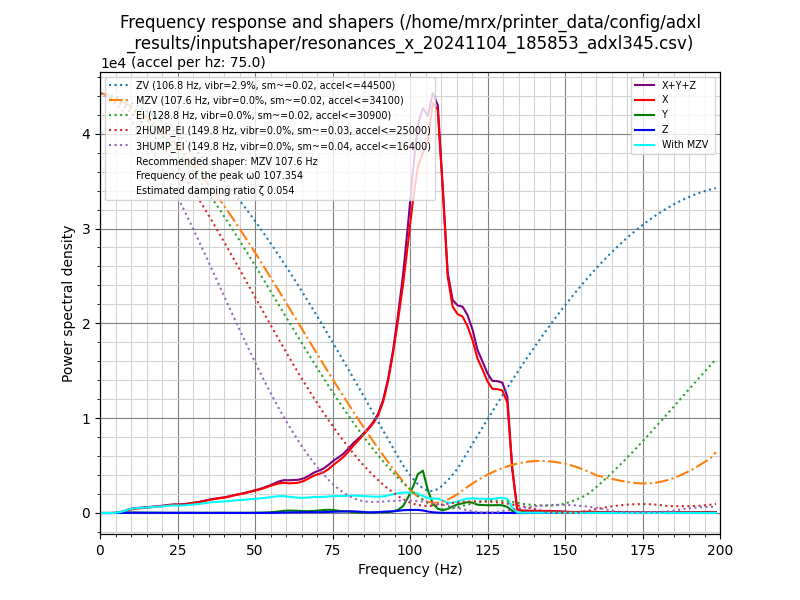 Frequency response and shapers (/home/mrx/printer_data/config/adxl
_results/inputshaper/resonances_x_20241104_185853_adxl345.csv)
1e4 (accel per hz: 75.0)
ZV (106.8 Hz, vibr=2.9%, sm~=0.02, accel<=44500)
MZV (107.6 Hz, vibr=0.0%, sm~=0.02, accel<=34100)
EI (128.8 Hz, vibr=0.0%, sm~=0.02, accel<=30900)
2HUMP_EI (149.8 Hz, vibr=0.0%, sm~=0.03, accel<=25000)
3HUMP_EI (149.8 Hz, vibr=0.0%, sm~=0.04, accel<=16400)
Recommended shaper: MZV 107.6 Hz
Frequency of the peak ω0 107.354
Estimated damping ratio ζ 0.054
X+Y+Z
X
Y
Z
With MZV
Power spectral density
4
3
2
1
0
0 25 50 75 100 125 150 175 200
Frequency (Hz)